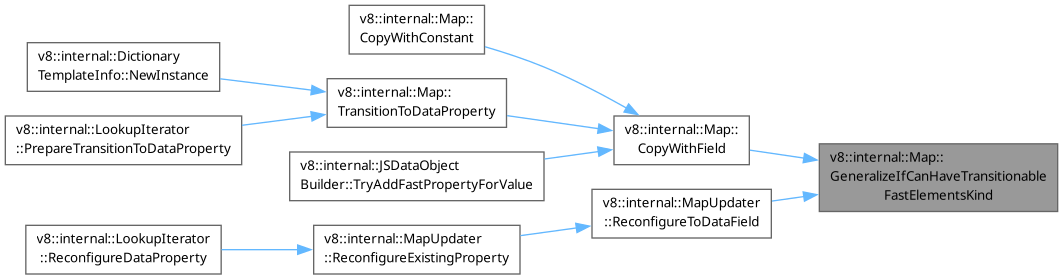 v8::internal::Map::
CopyWithConstant
v8::internal::Dictionary
TemplateInfo::NewInstance
v8::internal::Map::
TransitionToDataProperty
v8::internal::LookupIterator
::PrepareTransitionToDataProperty
v8::internal::Map::
CopyWithField
v8::internal::JSDataObject
Builder::TryAddFastPropertyForValue
v8::internal::Map::
GeneralizeIfCanHaveTransitionable
FastElementsKind
v8::internal::MapUpdater
::ReconfigureToDataField
v8::internal::LookupIterator
::ReconfigureDataProperty
v8::internal::MapUpdater
::ReconfigureExistingProperty